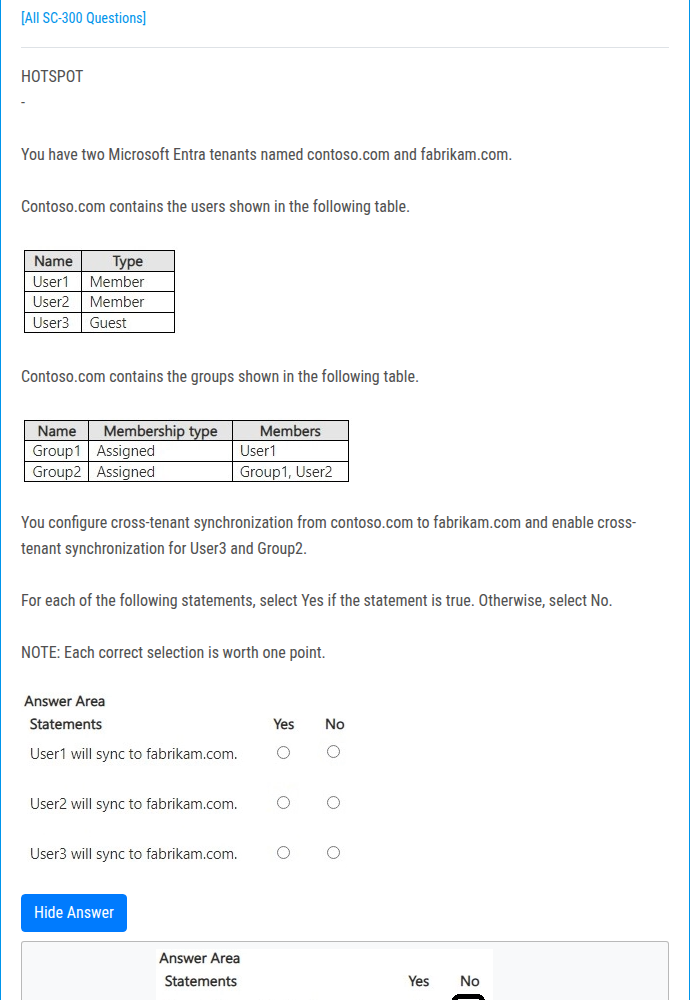 [All SC-300 Questions]
HOTSPOT
-
You have two Microsoft Entra tenants named contoso.com and fabrikam.com.
Contoso.com contains the users shown in the following table.
Name Type
User1 Member
User2 Member
User3 Guest
Contoso.com contains the groups shown in the following table.
Name Membership type Members
Group1 Assigned User1
Group2 Assigned Group1, User2
You configure cross-tenant synchronization from contoso.com to fabrikam.com and enable cross-
tenant synchronization for User3 and Group2.
For each of the following statements, select Yes if the statement is true. Otherwise, select No.
NOTE: Each correct selection is worth one point.
Answer Area
Statements Yes No
User1 will sync to fabrikam.com.
User2 will sync to fabrikam.com.
User3 will sync to fabrikam.com.
Hide Answer
Answer Area
Statements Yes No